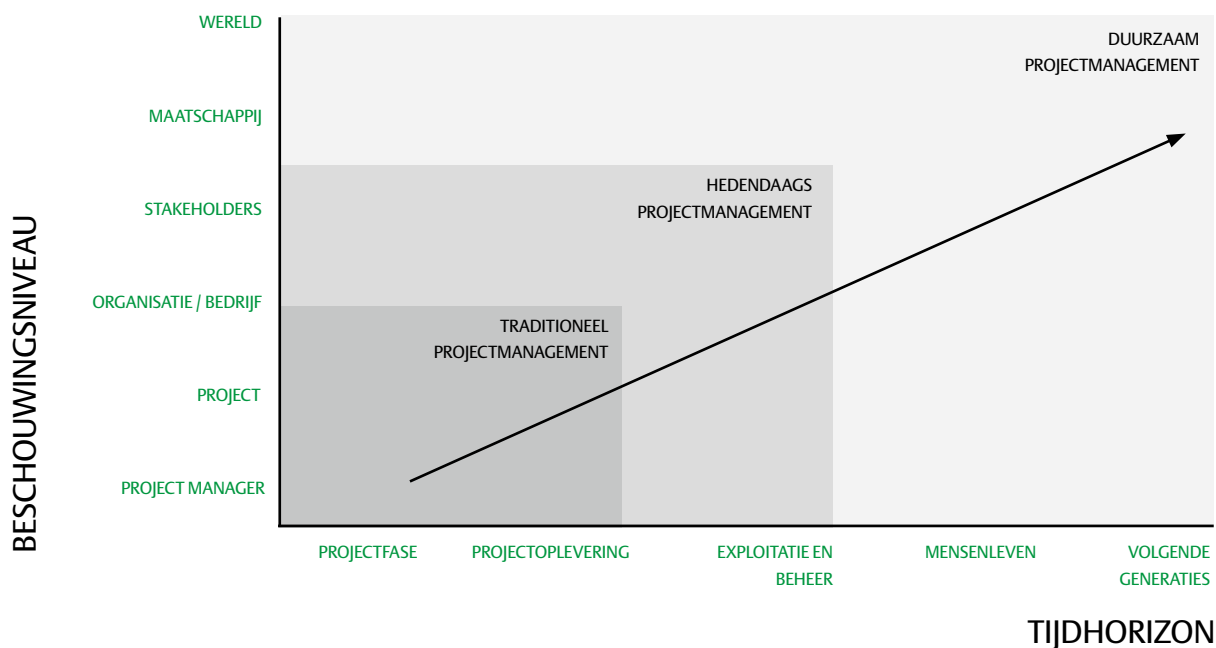 WERELD
DUURZAAM
PROJECTMANAGEMENT
MAATSCHAPPIJ
HEDENDAAGS
PROJECTMANAGEMENT
STAKEHOLDERS
ORGANISATIE / BEDRIJF
TRADITIONEEL
PROJECTMANAGEMENT
PROJECT
PROJECT MANAGER
BESCHOUWINGSNIVEAU
PROJECTFASE
PROJECTOPLEVERING
EXPLOITATIE EN
BEHEER
MENSENLEVEN
VOLGENDE
GENERATIES
TIJDHORIZON